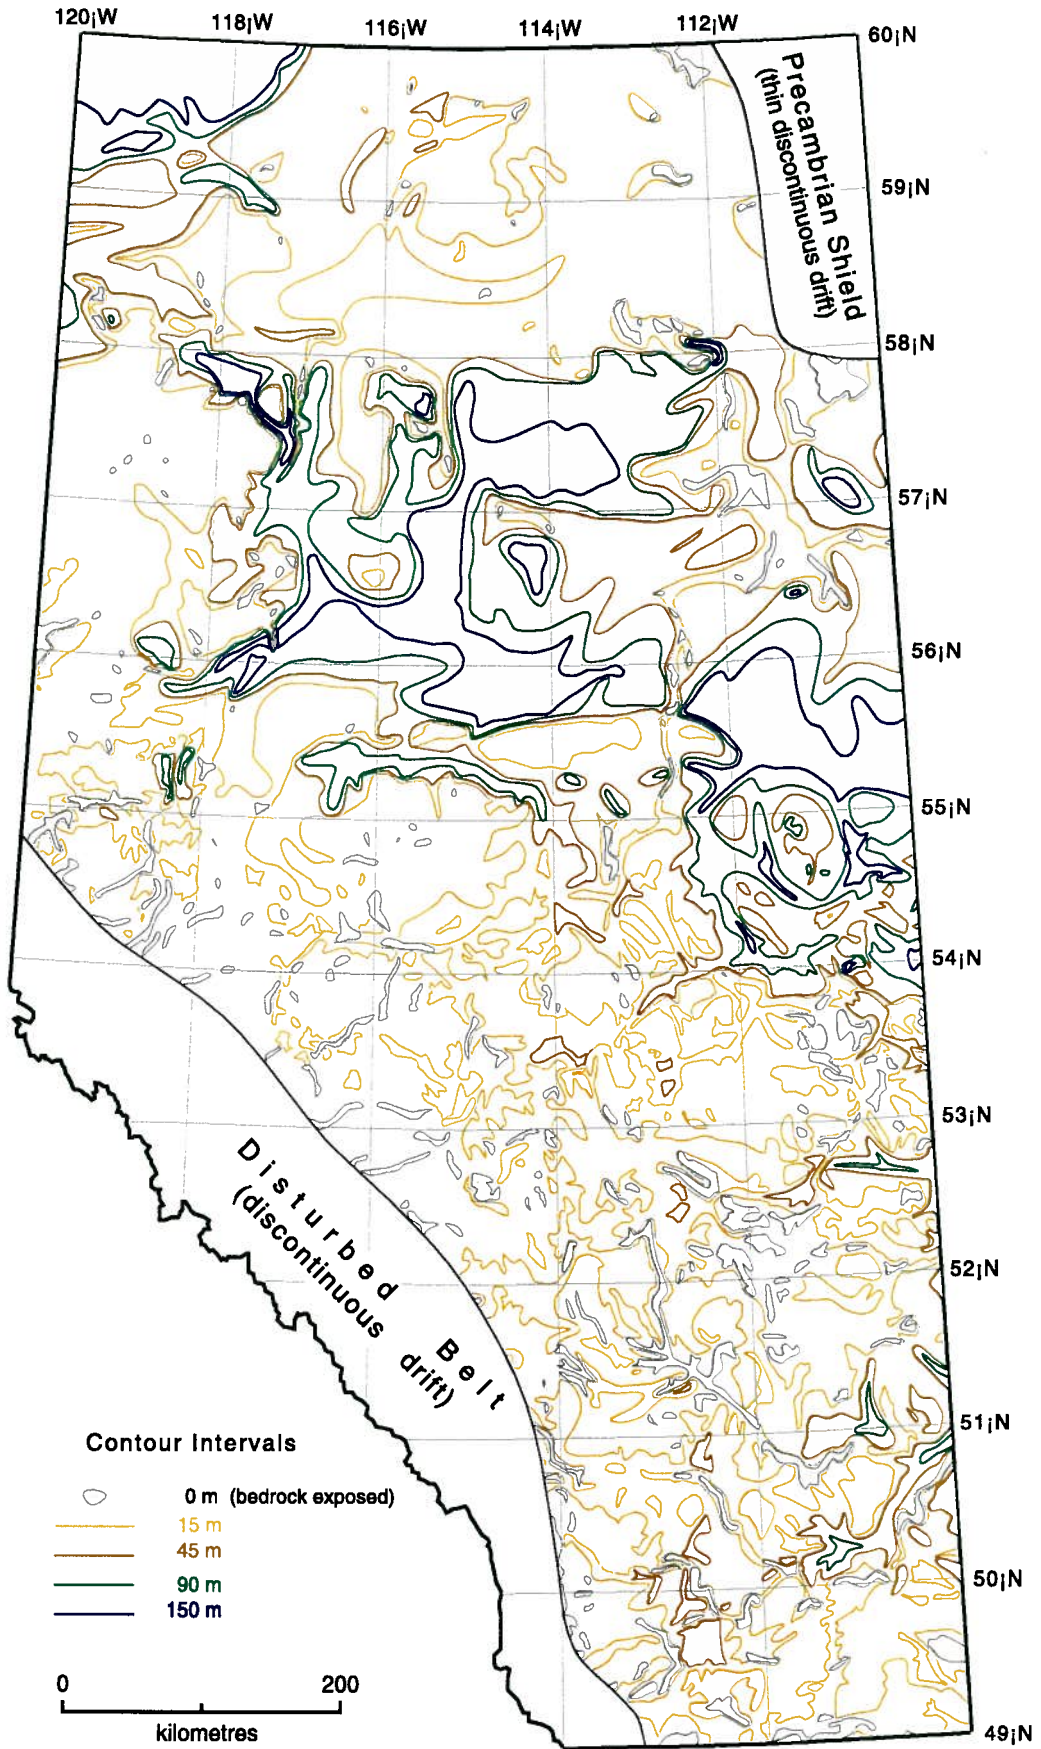 120¡W
118¡W
116¡W
114¡W
112¡W
60¡N
Precambrian Shield
(thin discontinuous drift)
59¡N
58¡N
57¡N
56¡N
55¡N
54¡N
53¡N
Disturbed Belt
(discontinuous drift)
52¡N
51¡N
Contour Intervals
0 m (bedrock exposed)
15 m
45 m
90 m
150 m
50¡N
0 200
kilometres
49¡N